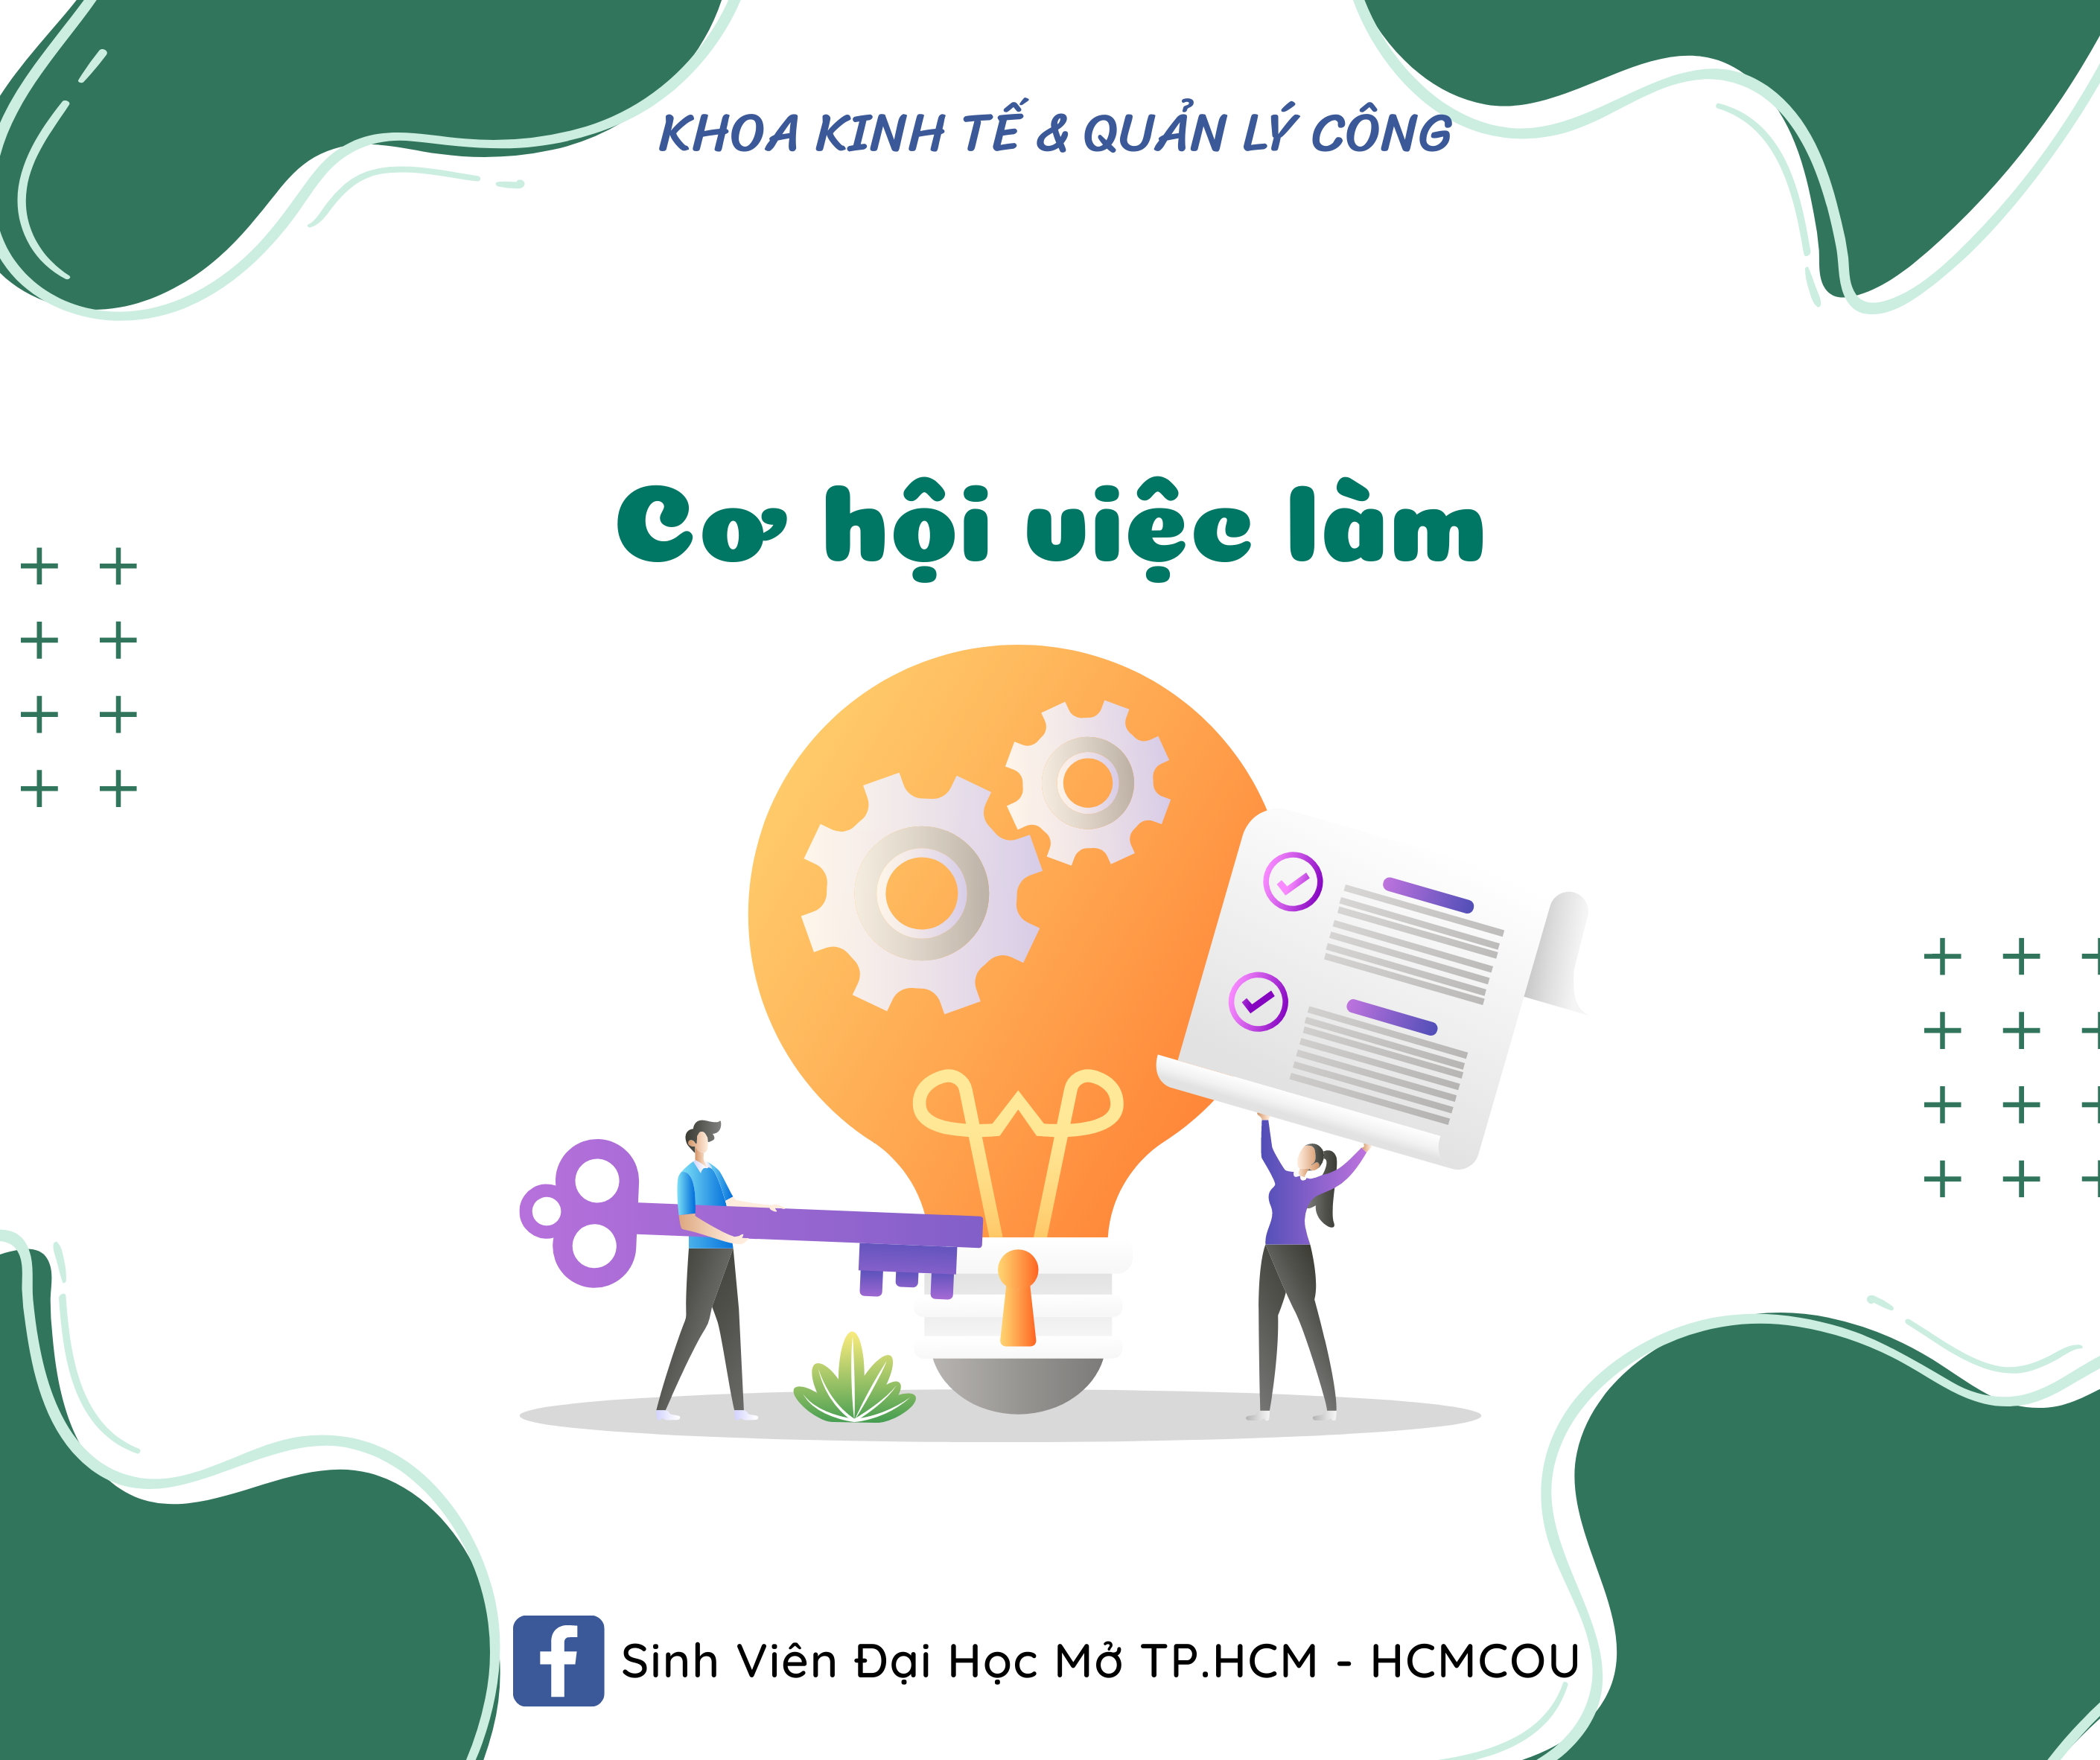 KHOA KINH TẾ & QUẢN LÝ CÔNG
Cơ hội việc làm
Sinh Viên Đại Học Mở TP.HCM - HCMCOU